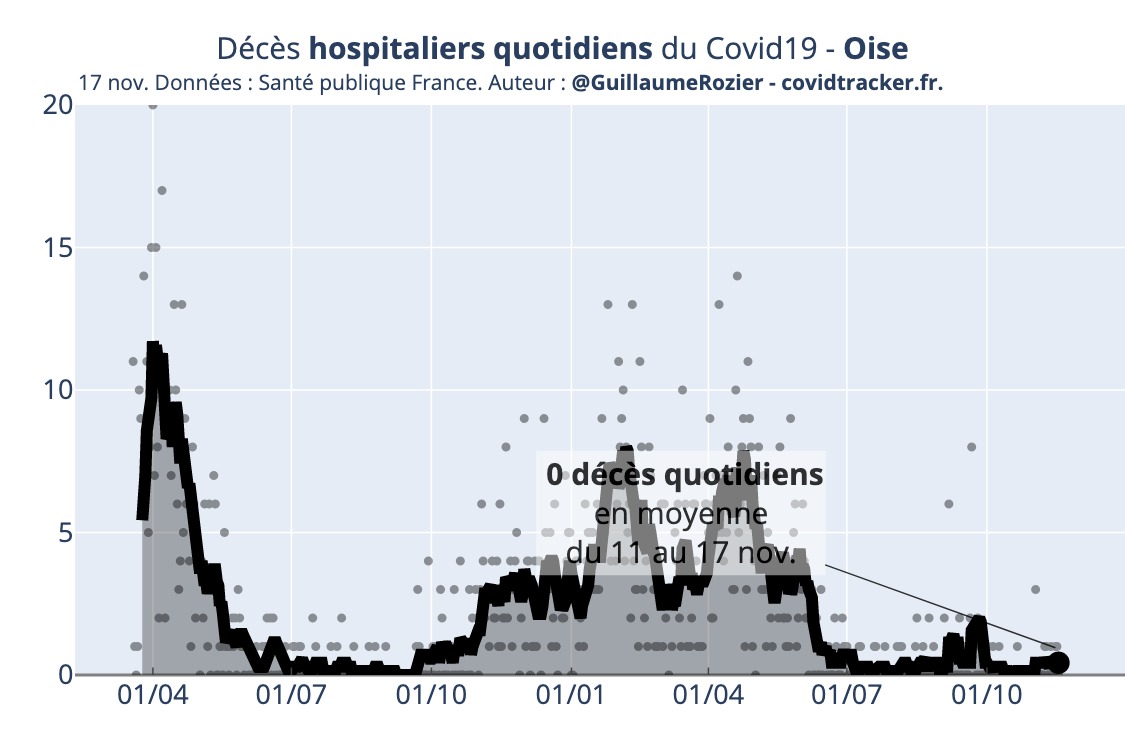 Décès hospitaliers quotidiens du Covid19 - Oise
17 nov. Données : Santé publique France. Auteur : @GuillaumeRozier - covidtracker.fr.
20
15
10
5
0
0 décès quotidiens
en moyenne
du 11 au 17 nov.
01/04 01/07 01/10 01/01 01/04 01/07 01/10